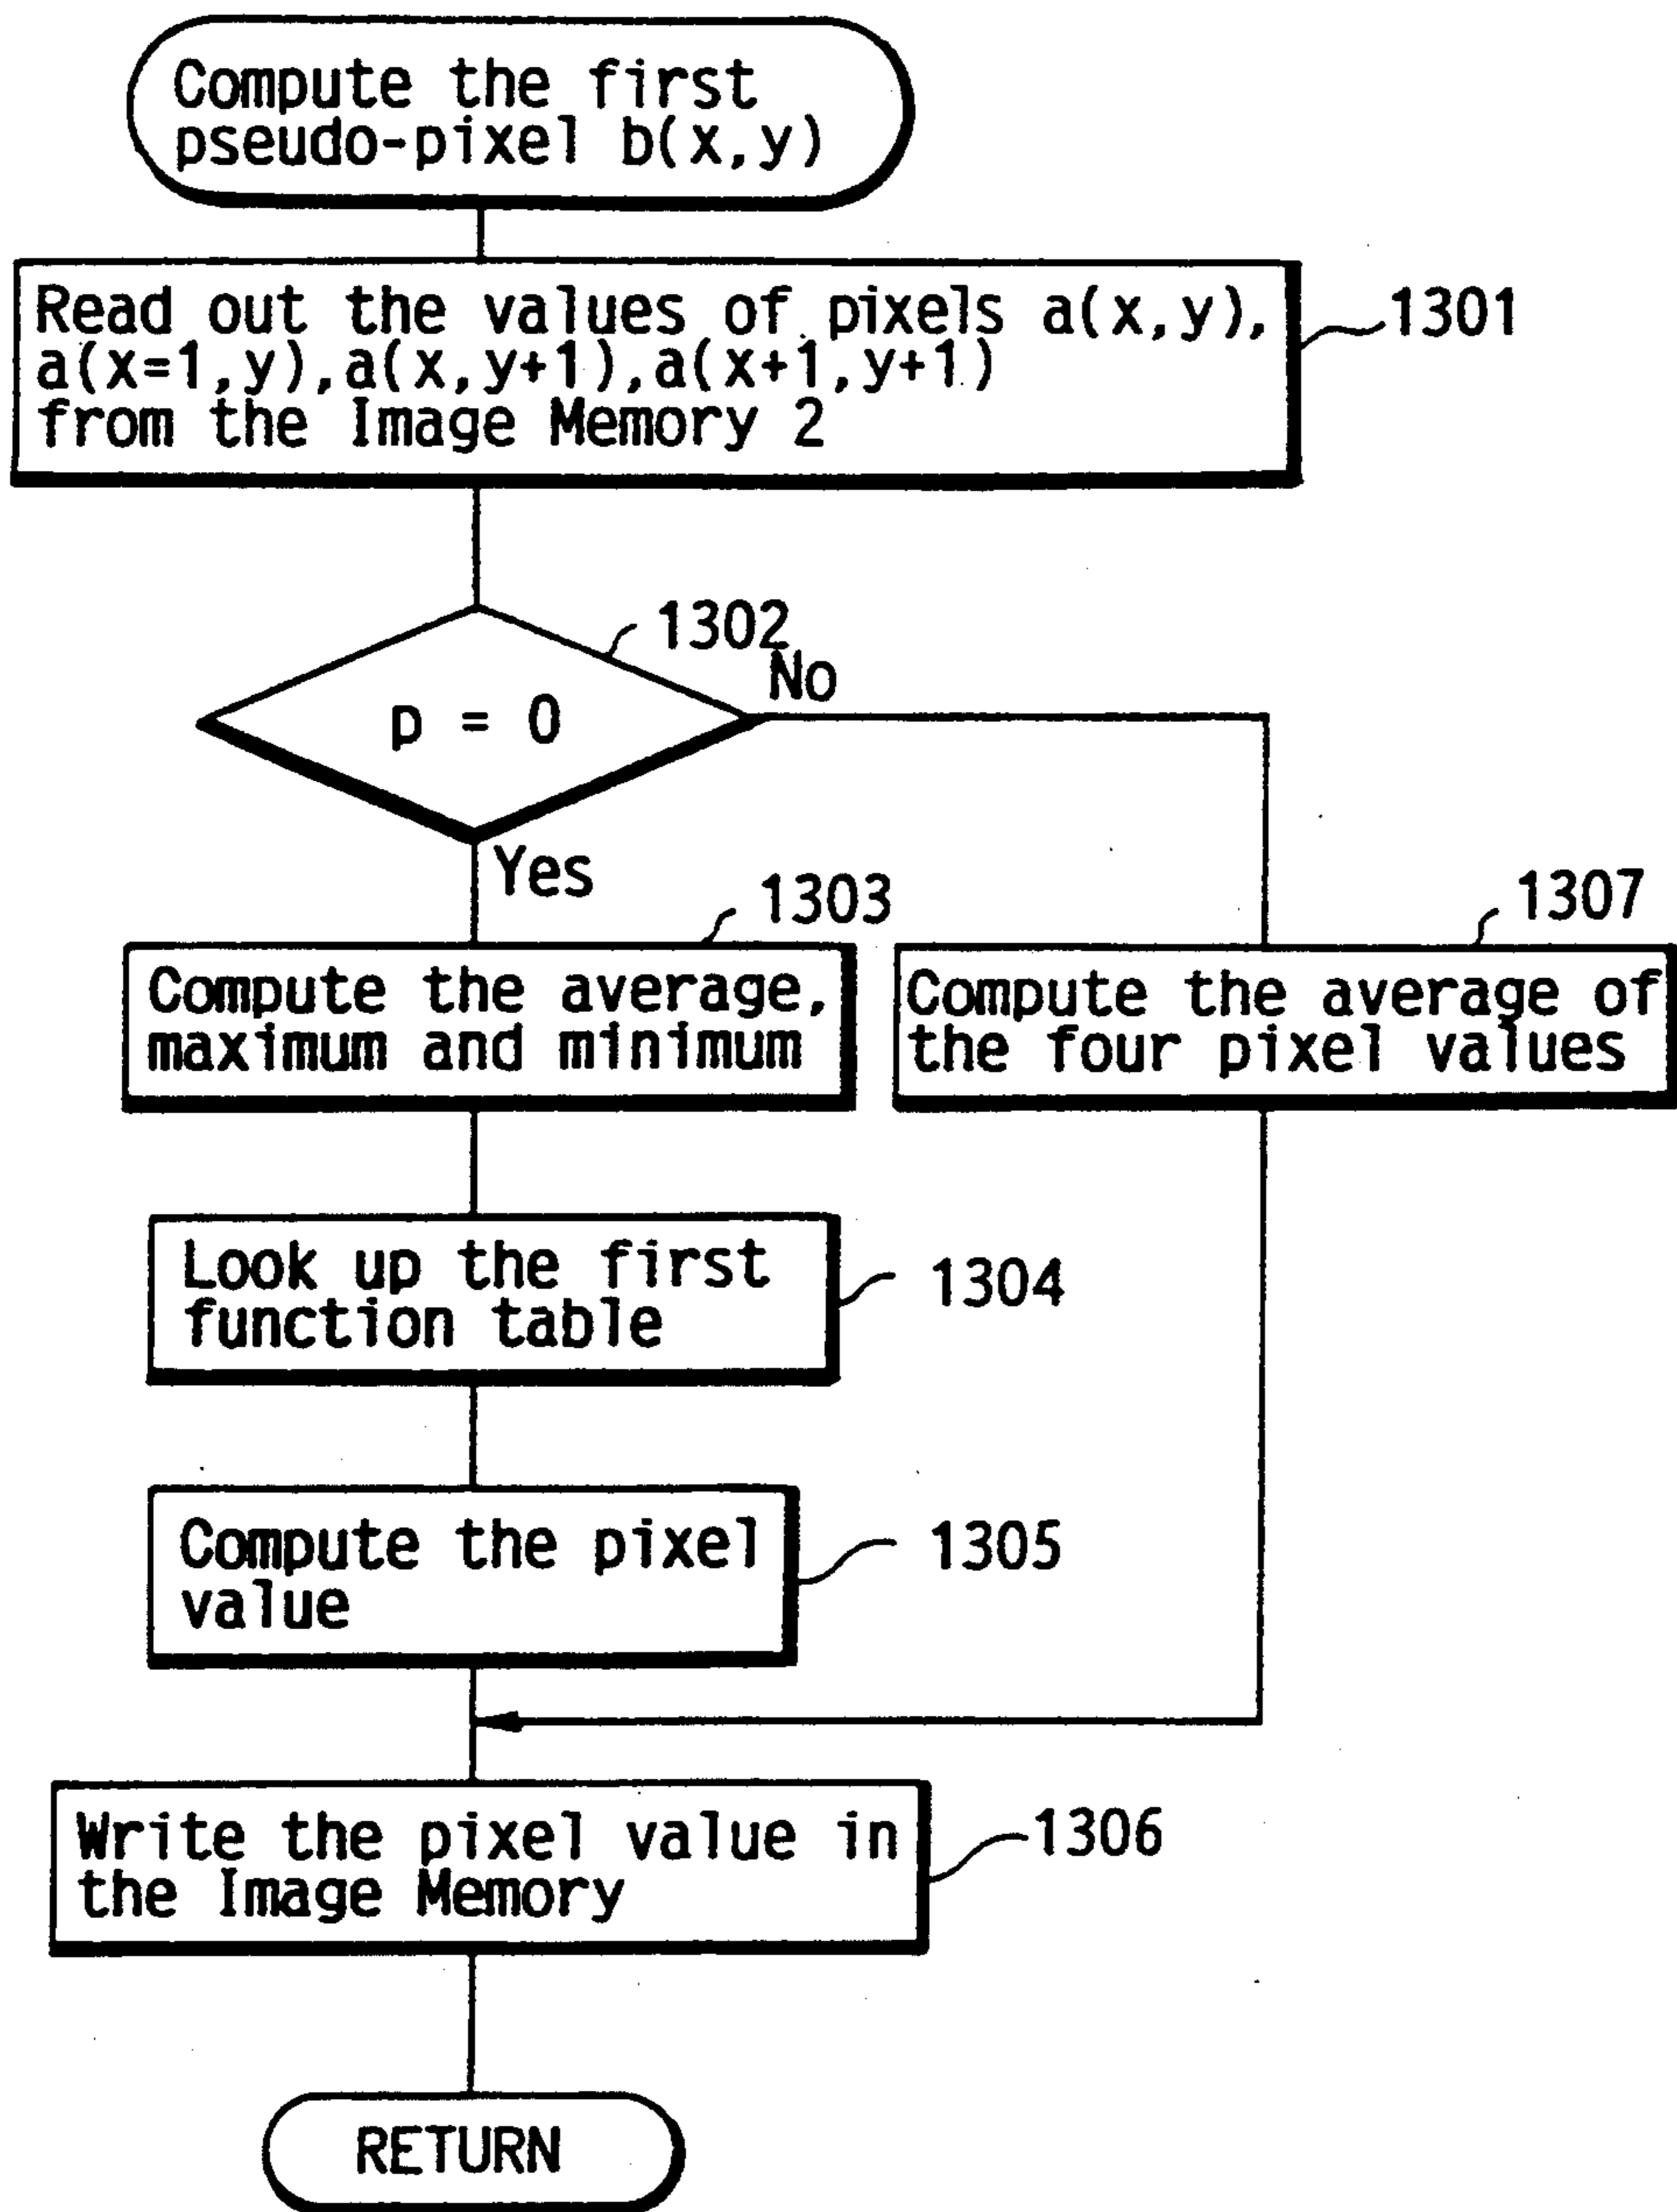 Compute the first
pseudo-pixel b(x,y)
Read out the values of pixels a(x,y),
a(x=1,y),a(x,y+1),a(x+1,y+1)
from the Image Memory 2
1301
1302
p = 0
No
Yes
1303
Compute the average,
maximum and minimum
1307
Compute the average of
the four pixel values
Look up the first
function table
1304
Compute the pixel
value
1305
Write the pixel value in
the Image Memory
1306
RETURN